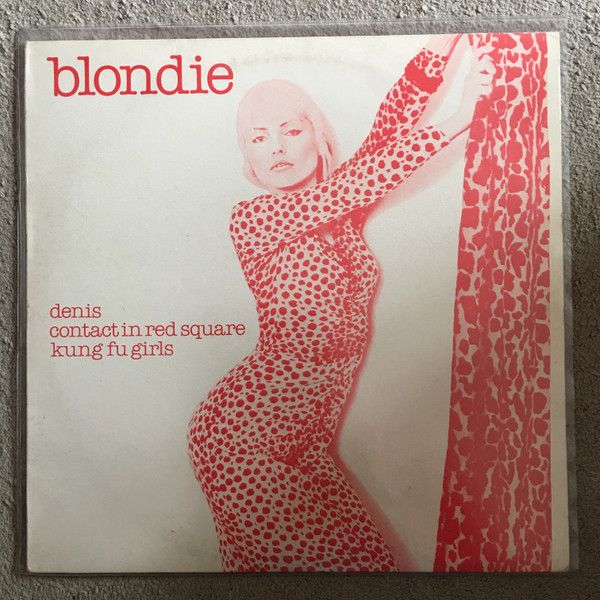 blondie
denis
contact in red square
kung fu girls